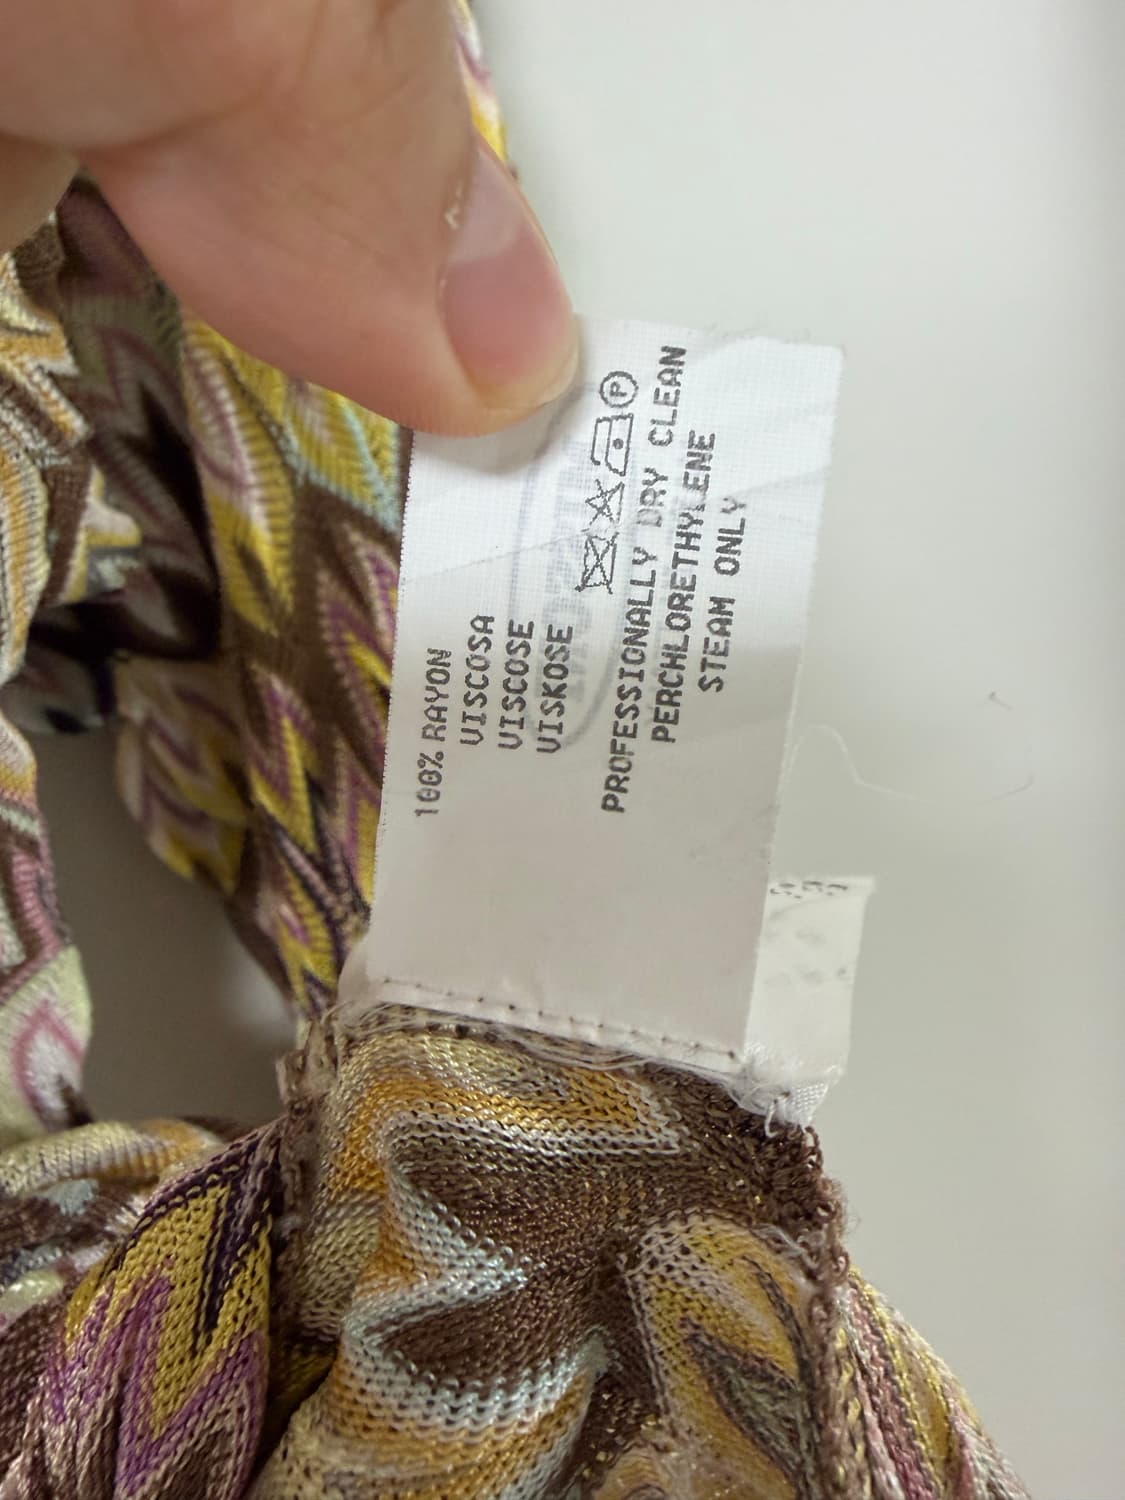 100% RAYON
VISCOSA
VISCOSE
VISKOSE
P
PROFESSIONALLY DRY CLEAN
PERCHLORETHYLENE
STEAM ONLY